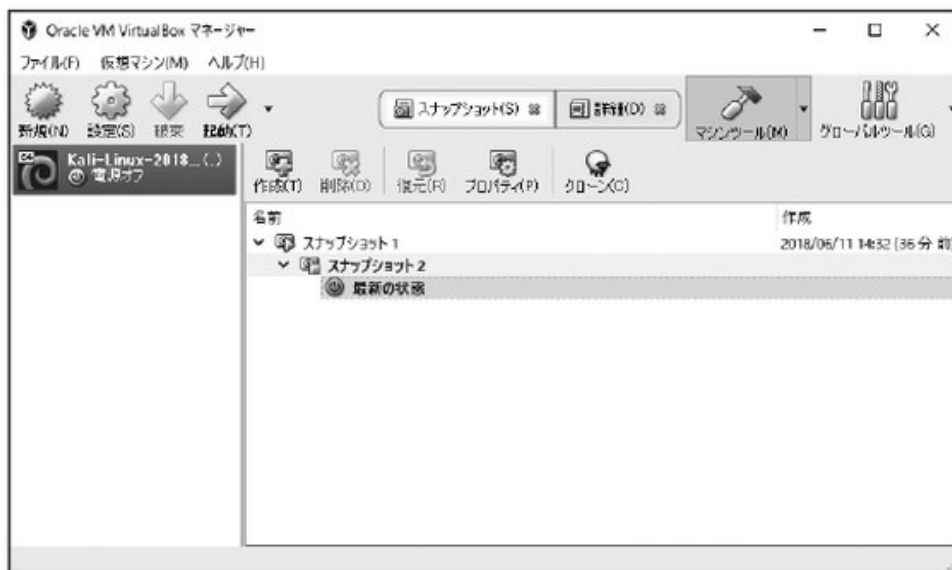 Oracle VM VirtualBox マネージャー
ファイル(F) 仮想マシン(M) ヘルプ(H)
新規(N) 設定(S) 破棄 起動(T) スナップショット(S) 詳細(D) マシンツール(M) グローバルツール(G)
Kali-Linux-2018_(..)
電源オフ
作成(T) 削除(D) 復元(R) プロパティ(P) クローン(C)
名前 作成
スナップショット 1 2018/06/11 14:32 (36 分 前)
スナップショット 2
最新の状態